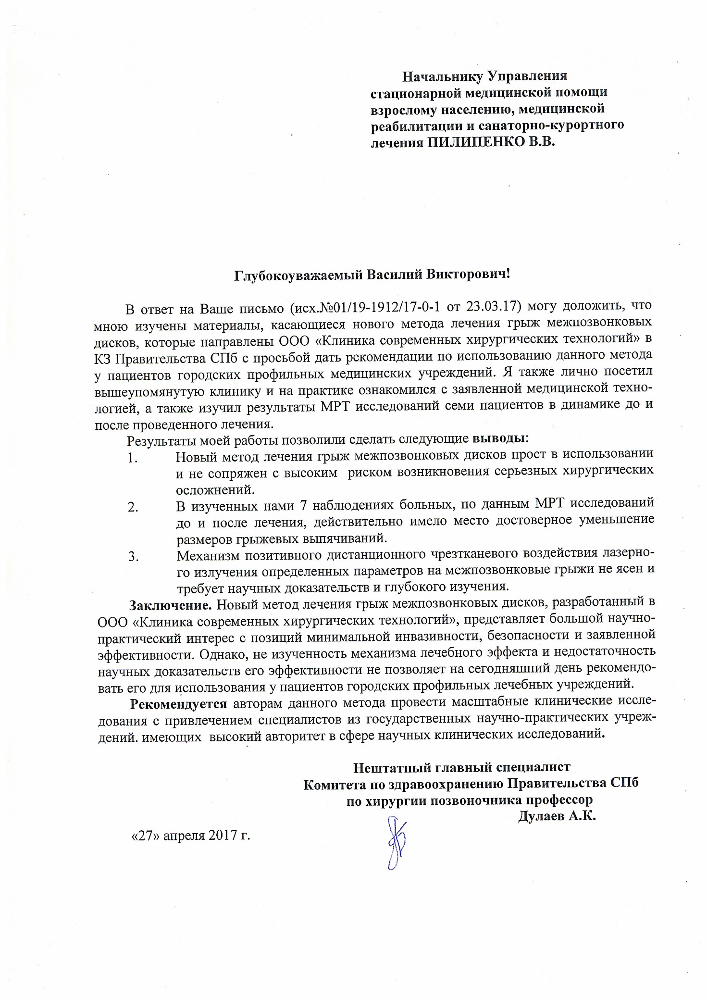 Начальнику Управления
стационарной медицинской помощи
взрослому населению, медицинской
реабилитации и санаторно-курортного
лечения ПИЛИПЕНКО В.В.
Глубокоуважаемый Василий Викторович!
В ответ на Ваше письмо (исх.№01/19-1912/17-0-1 от 23.03.17) могу доложить, что
мною изучены материалы, касающиеся нового метода лечения грыж межпозвонковых
дисков, которые направлены ООО «Клиника современных хирургических технологий» в
КЗ Правительства СПб с просьбой дать рекомендации по использованию данного метода
у пациентов городских профильных медицинских учреждений. Я также лично посетил
вышеупомянутую клинику и на практике ознакомился с заявленной медицинской техно-
логией, а также изучил результаты МРТ исследований семи пациентов в динамике до и
после проведенного лечения.
Результаты моей работы позволили сделать следующие выводы:
1. Новый метод лечения грыж межпозвонковых дисков прост в использовании
и не сопряжен с высоким риском возникновения серьезных хирургических
осложнений.
2. В изученных нами 7 наблюдениях больных, по данным МРТ исследований
до и после лечения, действительно имело место достоверное уменьшение
размеров грыжевых выпячиваний.
3. Механизм позитивного дистанционного чрезтканевого воздействия лазерно-
го излучения определенных параметров на межпозвонковые грыжи не ясен и
требует научных доказательств и глубокого изучения.
Заключение. Новый метод лечения грыж межпозвонковых дисков, разработанный в
ООО «Клиника современных хирургических технологий», представляет большой научно-
практический интерес с позиций минимальной инвазивности, безопасности и заявленной
эффективности. Однако, не изученность механизма лечебного эффекта и недостаточность
научных доказательств его эффективности не позволяет на сегодняшний день рекомендо-
вать его для использования у пациентов городских профильных лечебных учреждений.
Рекомендуется авторам данного метода провести масштабные клинические иссле-
дования с привлечением специалистов из государственных научно-практических учреж-
дений. имеющих высокий авторитет в сфере научных клинических исследований.
Нештатный главный специалист
Комитета по здравоохранению Правительства СПб
по хирургии позвоночника профессор
Дулаев А.К.
«27» апреля 2017 г.